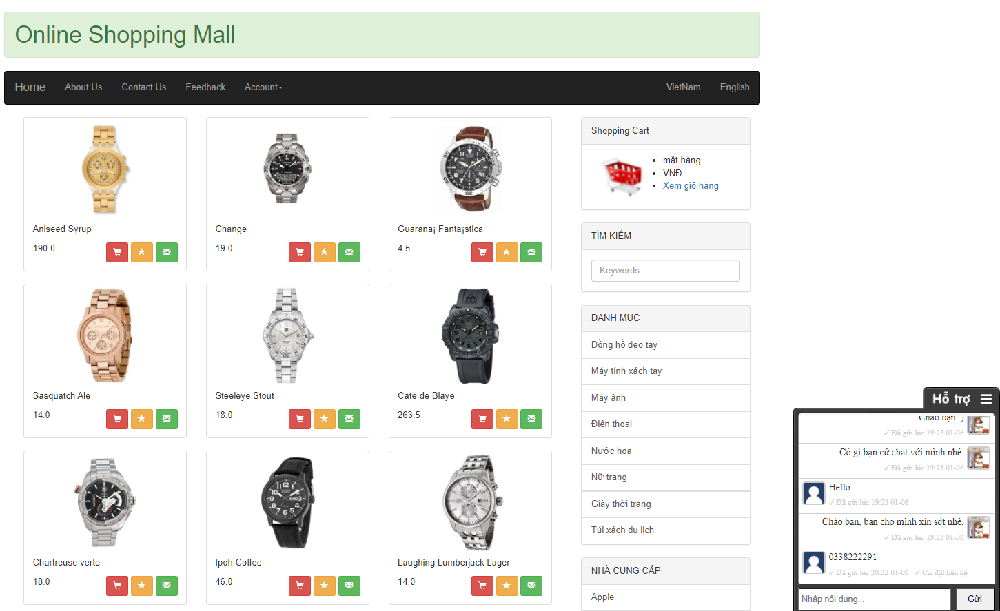 Online Shopping Mall
Home About Us Contact Us Feedback Account VietNam English
Aniseed Syrup
190.0
Change
19.0
Guarana¡ Fanta¡stica
4.5
Sasquatch Ale
14.0
Steeleye Stout
18.0
Cate de Blaye
263.5
Chartreuse verte
18.0
Ipoh Coffee
46.0
Laughing Lumberjack Lager
14.0
Shopping Cart
mặt hàng
VNĐ
Xem giỏ hàng
TÌM KIẾM
Keywords
DANH MỤC
Đồng hồ đeo tay
Máy tính xách tay
Máy ảnh
Điện thoại
Nước hoa
Nữ trang
Giày thời trang
Túi xách du lịch
NHÀ CUNG CẤP
Apple
Hỗ trợ
Chào bạn :)
✓ Đã gửi lúc 19:23 01-06
Có gì bạn cứ chat với mình nhé.
✓ Đã gửi lúc 19:23 01-06
Hello
✓ Đã gửi lúc 19:23 01-06
Chào bạn, bạn cho mình xin sđt nhé.
✓ Đã gửi lúc 19:23 01-06
0338222291
✓ Đã gửi lúc 20:32 01-06 ✓ Cài đặt liên hệ
Nhập nội dung... Gửi